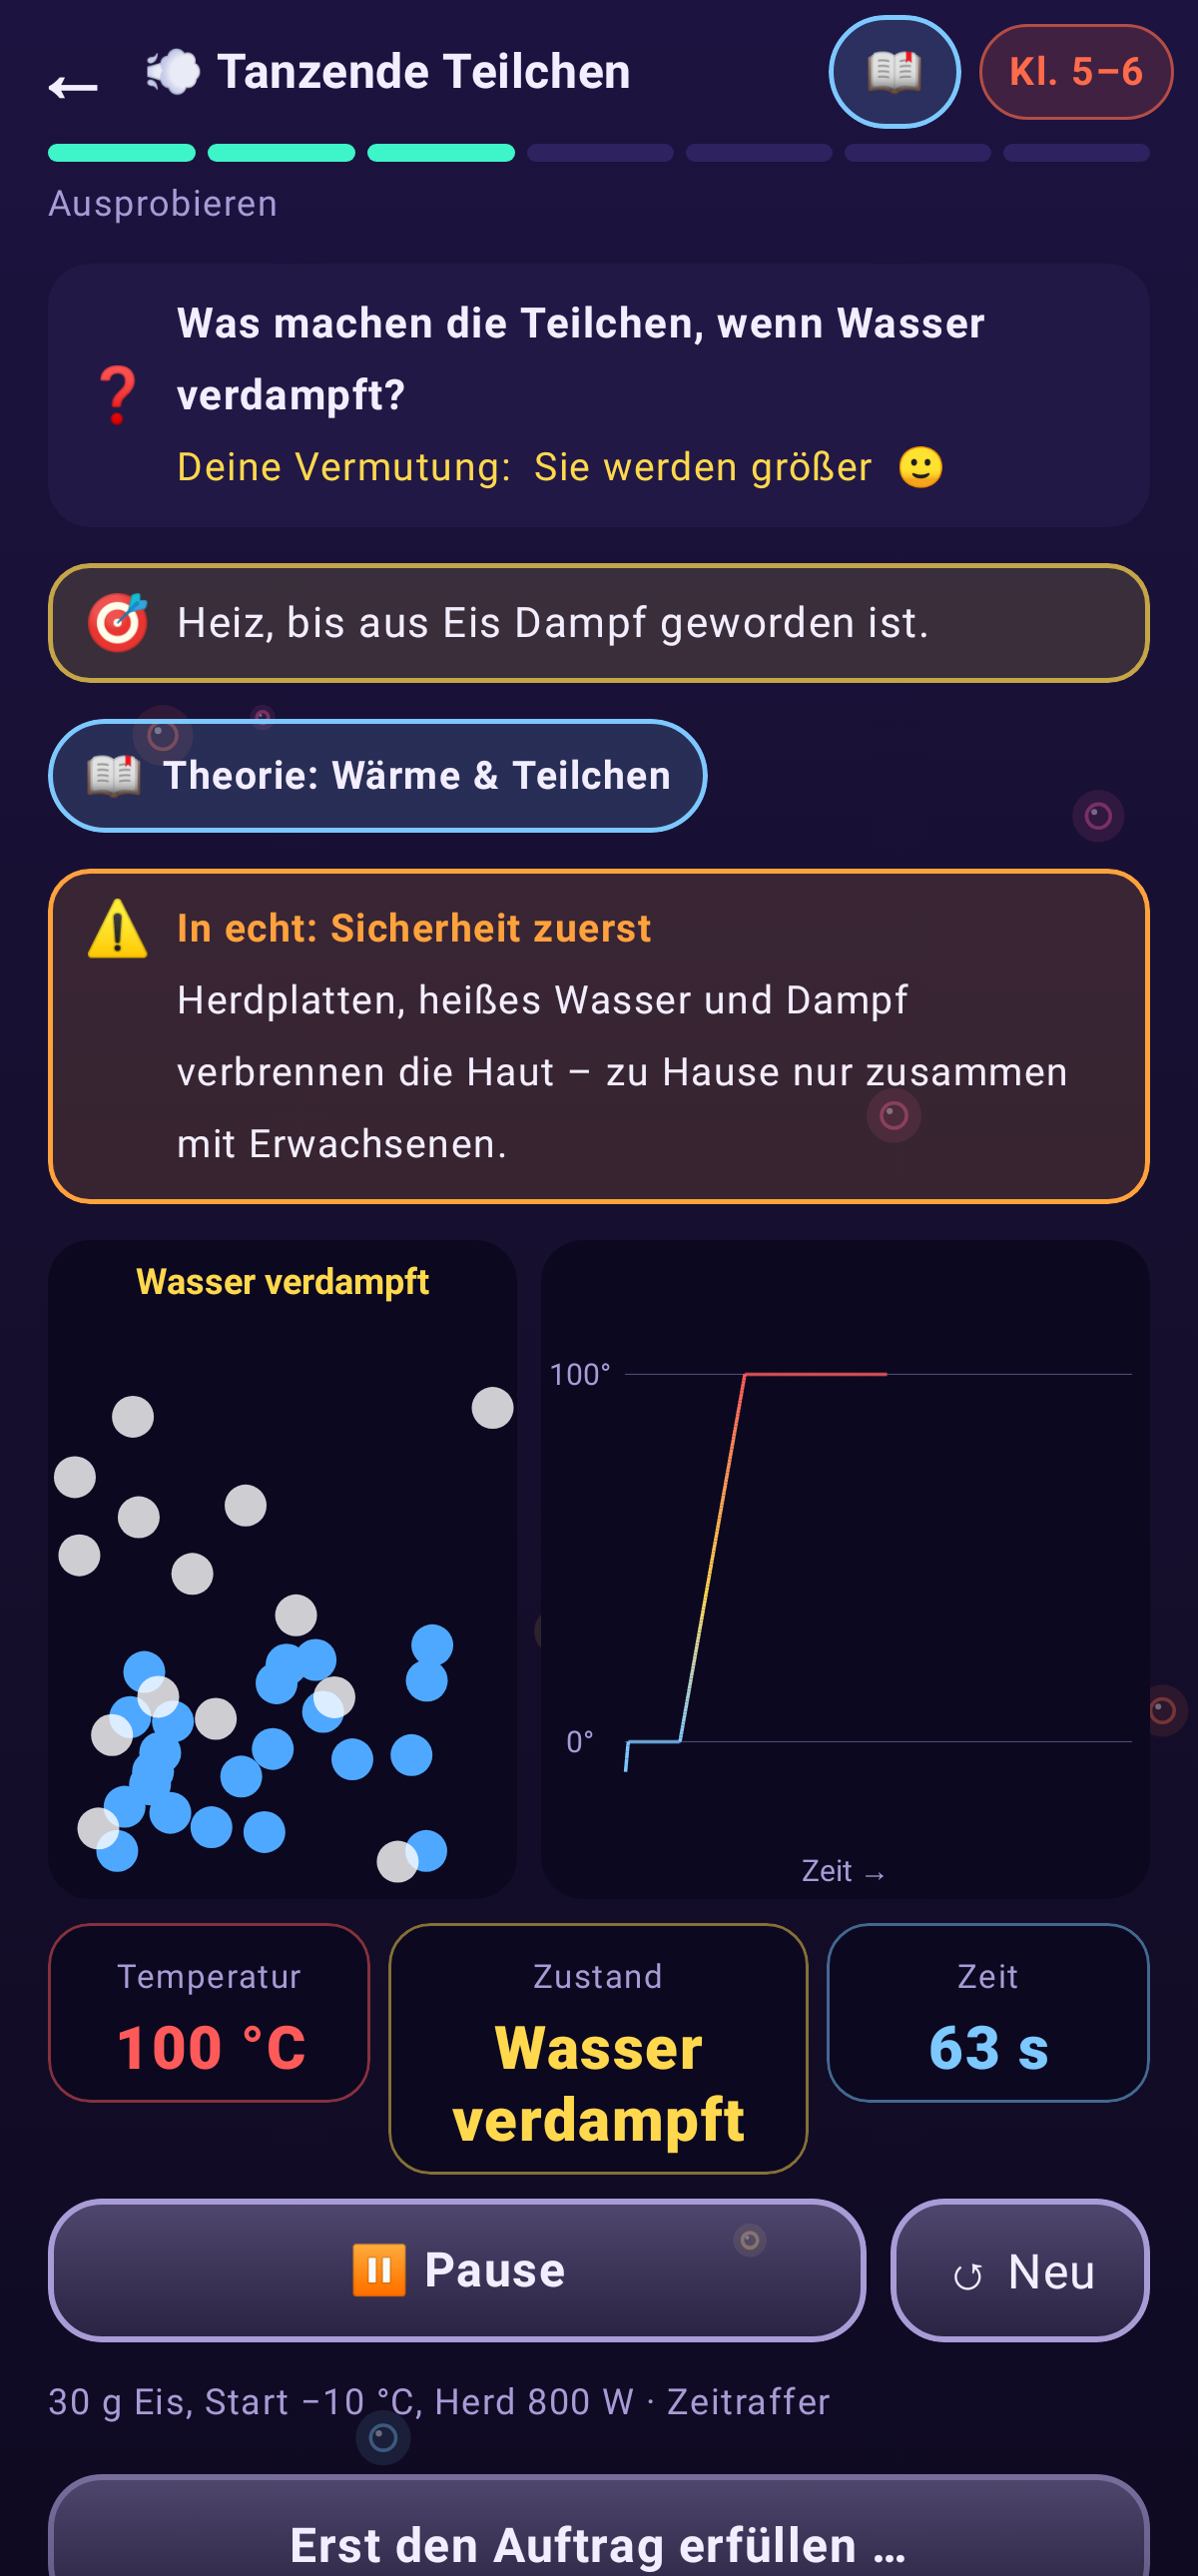 ← 💨 Tanzende Teilchen 📖 Kl. 5–6
Ausprobieren
Was machen die Teilchen, wenn Wasser
❓ verdampft?
Deine Vermutung: Sie werden größer 🙂
🎯 Heiz, bis aus Eis Dampf geworden ist.
📖 Theorie: Wärme & Teilchen
⚠️ In echt: Sicherheit zuerst
Herdplatten, heißes Wasser und Dampf
verbrennen die Haut – zu Hause nur zusammen
mit Erwachsenen.
Wasser verdampft
100°
0°
Zeit →
Temperatur
100 °C
Zustand
Wasser
verdampft
Zeit
63 s
⏸ Pause
↺ Neu
30 g Eis, Start −10 °C, Herd 800 W · Zeitraffer
Erst den Auftrag erfüllen …